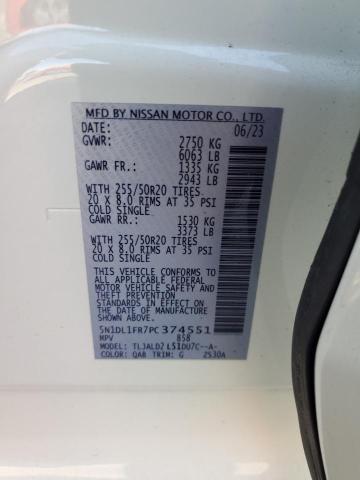 MFD BY NISSAN MOTOR CO., LTD.
DATE: 06/23
GVWR: 2750 KG
6063 LB
GAWR FR.: 1335 KG
2943 LB
WITH 255/50R20 TIRES
20 X 8.0 RIMS AT 35 PSI
COLD SINGLE
GAWR RR.: 1530 KG
3373 LB
WITH 255/50R20 TIRES
20 X 8.0 RIMS AT 35 PSI
COLD SINGLE
THIS VEHICLE CONFORMS TO
ALL APPLICABLE FEDERAL
MOTOR VEHICLE SAFETY
STANDARDS IN EFFECT ON
THE DATE OF MANUFACTURE
SHOWN ABOVE.
5N1DL1FR7PC374551
MPV 858
MODEL: TLJALD2 L51DU7C--A-
COLOR: QAB TRIM: G 2530A